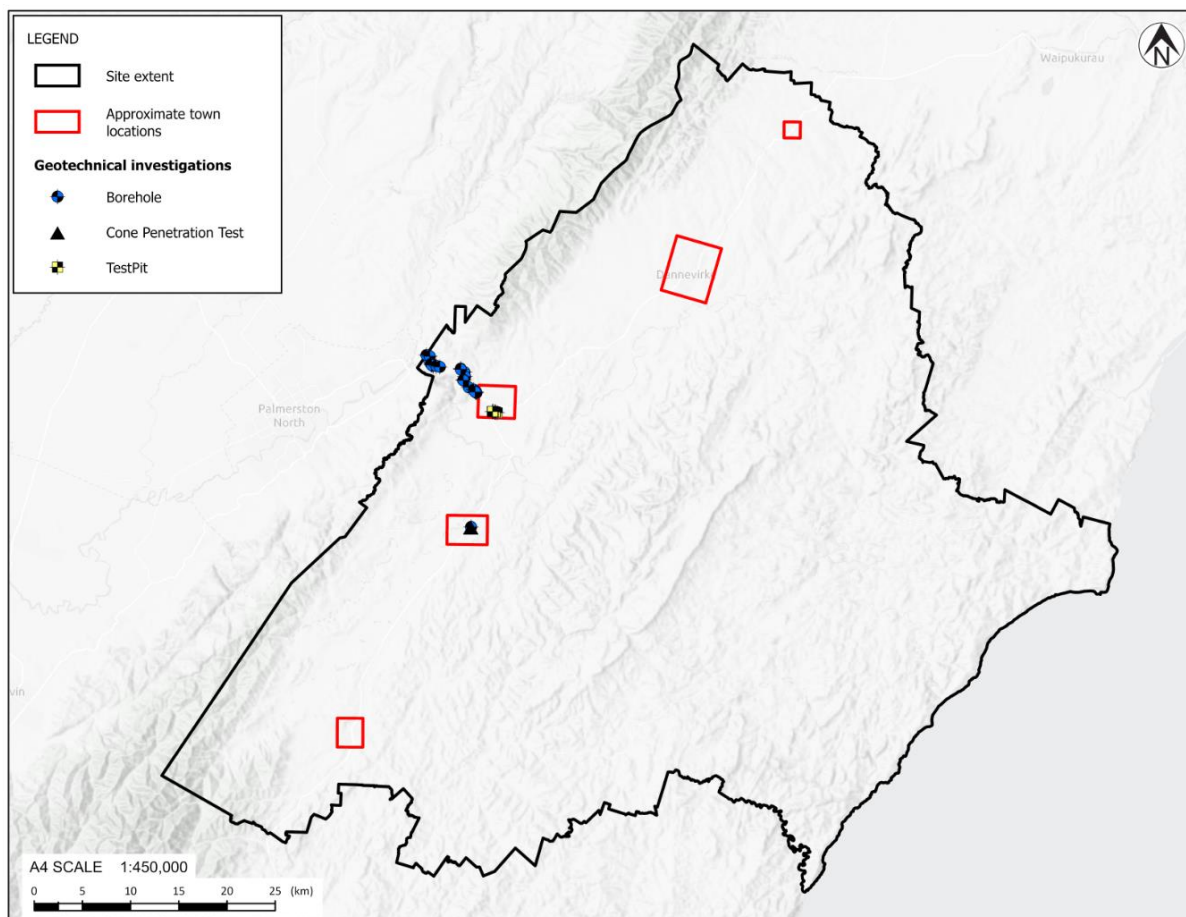 LEGEND
Site extent
Approximate town
locations
Geotechnical investigations
Borehole
Cone Penetration Test
TestPit
N
Waipukurau
Dannevirke
Palmerston
North
vin
A4 SCALE 1:450,000
0 5 10 15 20 25 (km)